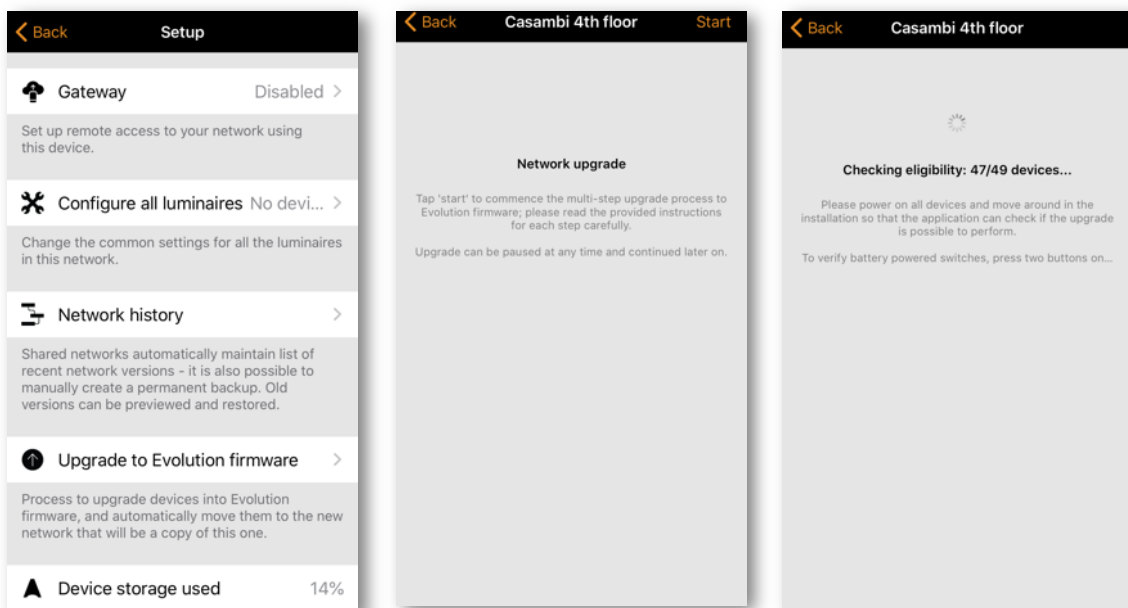 Back
Setup
Gateway
Disabled
Set up remote access to your network using
this device.
Configure all luminaires
No devi...
Change the common settings for all the luminaires
in this network.
Network history
Shared networks automatically maintain list of
recent network versions - it is also possible to
manually create a permanent backup. Old
versions can be previewed and restored.
Upgrade to Evolution firmware
Process to upgrade devices into Evolution
firmware, and automatically move them to the new
network that will be a copy of this one.
Device storage used
14%
Back
Casambi 4th floor
Start
Network upgrade
Tap 'start' to commence the multi-step upgrade process to
Evolution firmware; please read the provided instructions
for each step carefully.
Upgrade can be paused at any time and continued later on.
Back
Casambi 4th floor
Checking eligibility: 47/49 devices...
Please power on all devices and move around in the
installation so that the application can check if the upgrade
is possible to perform.
To verify battery powered switches, press two buttons on...